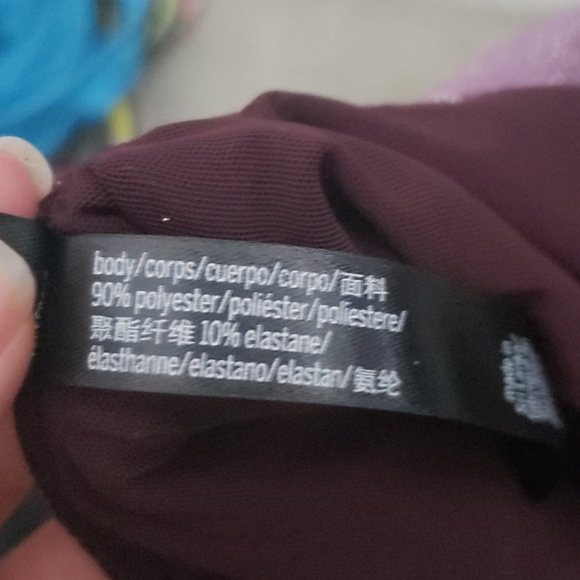 body/corps/cuerpo/corpo/面料
90% polyester/poliéster/poliestere/
聚酯纤维 10% elastane/
élasthanne/elastano/elastan/氨纶